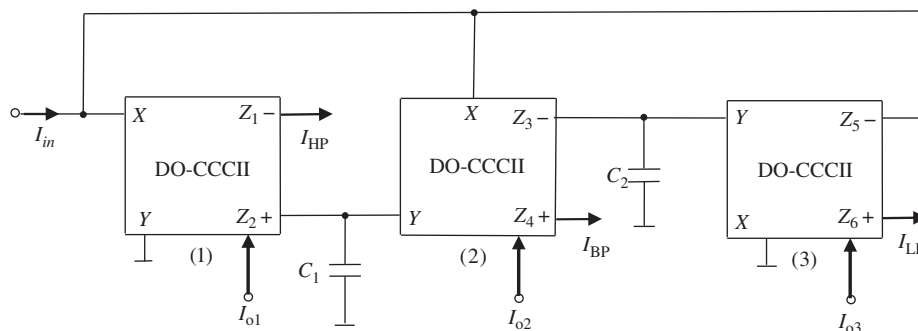 X
Z1 −
I_in
I_HP
DO-CCCII
Y
Z2 +
(1)
C1
I_o1
X
Z3 −
DO-CCCII
Y
Z4 +
(2)
I_BP
I_o2
C2
Y
Z5 −
DO-CCCII
X
Z6 +
(3)
I_o3